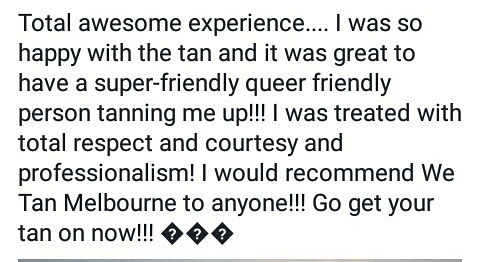 Total awesome experience.... I was so
happy with the tan and it was great to
have a super-friendly queer friendly
person tanning me up!!! I was treated with
total respect and courtesy and
professionalism! I would recommend We
Tan Melbourne to anyone!!! Go get your
tan on now!!! ���